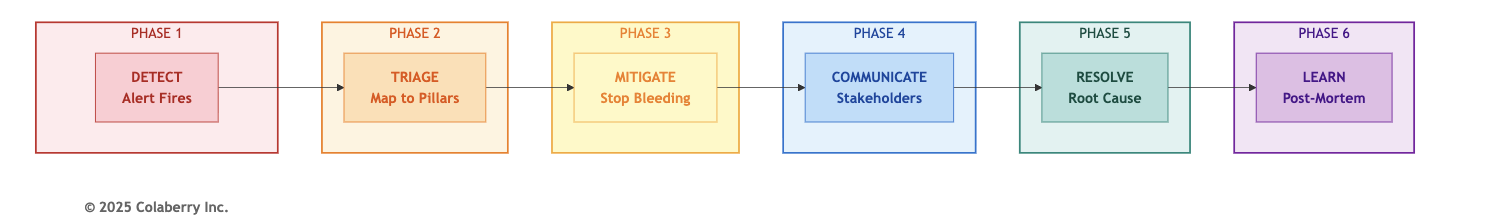 PHASE 1
DETECT
Alert Fires
PHASE 2
TRIAGE
Map to Pillars
PHASE 3
MITIGATE
Stop Bleeding
PHASE 4
COMMUNICATE
Stakeholders
PHASE 5
RESOLVE
Root Cause
PHASE 6
LEARN
Post-Mortem
© 2025 Colaberry Inc.